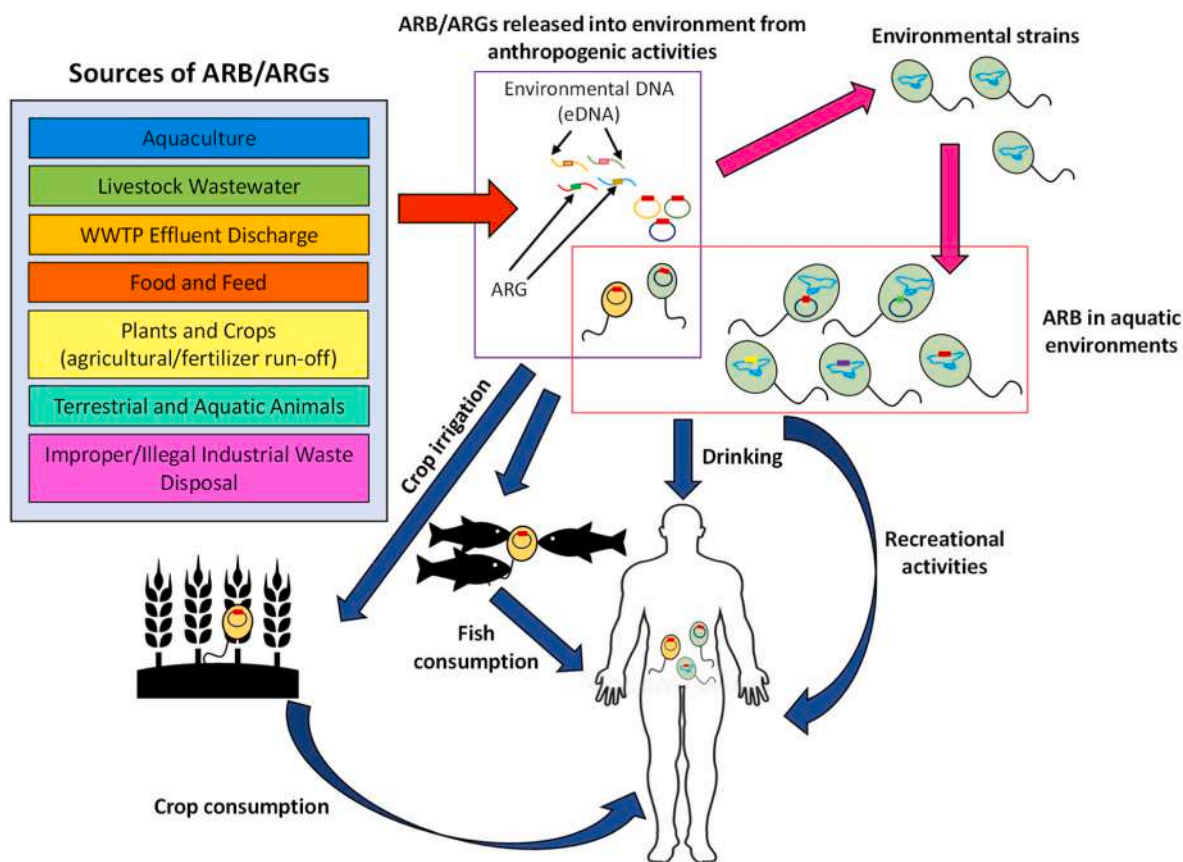 Sources of ARB/ARGs
Aquaculture
Livestock Wastewater
WWTP Effluent Discharge
Food and Feed
Plants and Crops
(agricultural/fertilizer run-off)
Terrestrial and Aquatic Animals
Improper/Illegal Industrial Waste
Disposal
ARB/ARGs released into environment from
anthropogenic activities
Environmental DNA
(eDNA)
ARG
Environmental strains
ARB in aquatic
environments
Crop irrigation
Drinking
Recreational
activities
Fish
consumption
Crop consumption